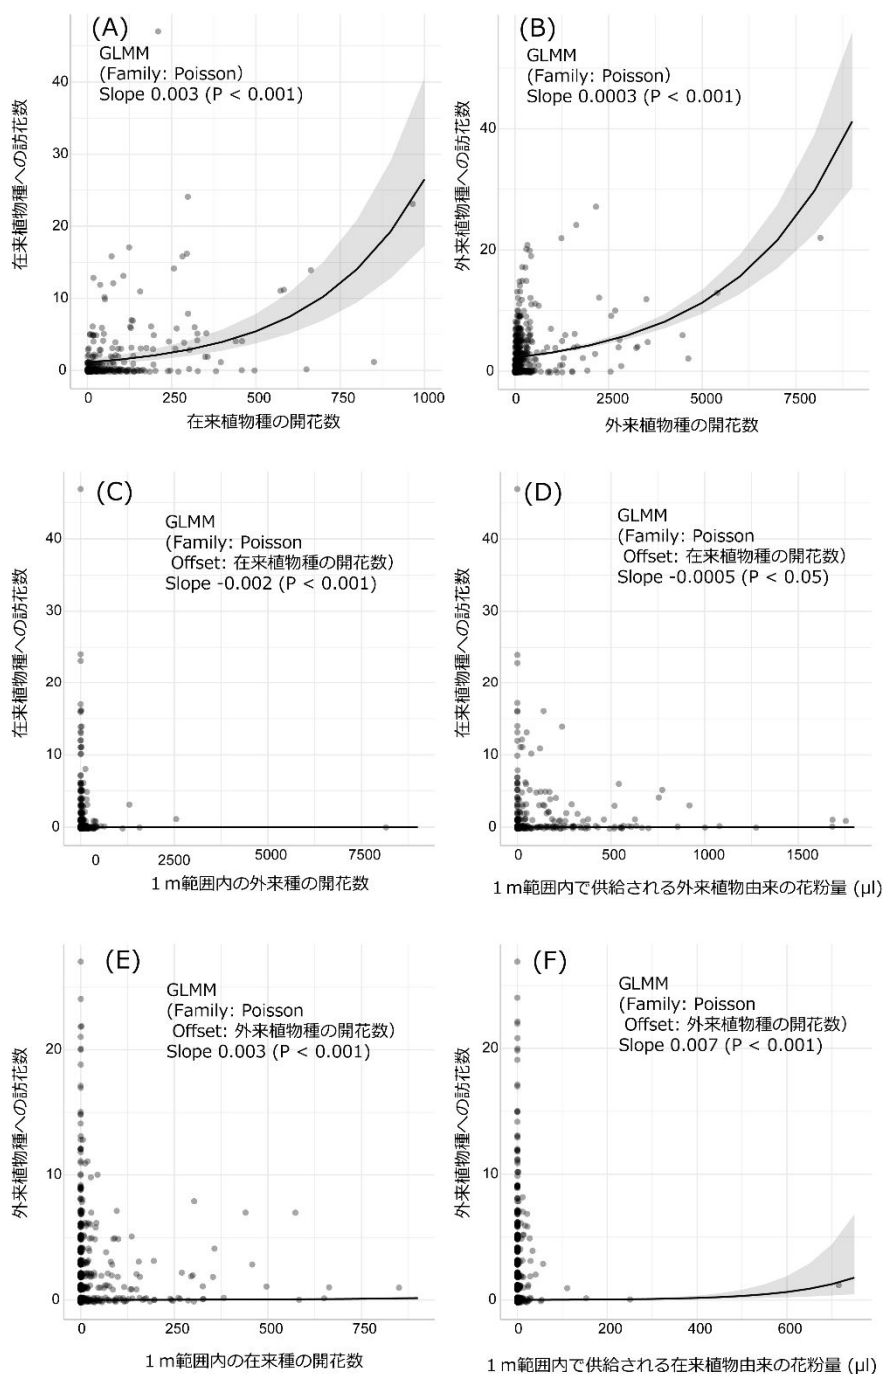 (A)
GLMM
(Family: Poisson)
Slope 0.003 (P < 0.001)
在来植物種への訪花数
40
30
20
10
0
0 250 500 750 1000
在来植物種の開花数
(B)
GLMM
(Family: Poisson)
Slope 0.0003 (P < 0.001)
外来植物種への訪花数
40
20
0
0 2500 5000 7500
外来植物種の開花数
(C)
GLMM
(Family: Poisson
Offset: 在来植物種の開花数)
Slope -0.002 (P < 0.001)
在来植物種への訪花数
40
30
20
10
0
0 2500 5000 7500
1m範囲内の外来種の開花数
(D)
GLMM
(Family: Poisson
Offset: 在来植物種の開花数)
Slope -0.0005 (P < 0.05)
在来植物種への訪花数
40
30
20
10
0
0 500 1000 1500
1m範囲内で供給される外来植物由来の花粉量 (μl)
(E)
GLMM
(Family: Poisson
Offset: 外来植物種の開花数)
Slope 0.003 (P < 0.001)
外来植物種への訪花数
20
10
0
0 250 500 750
1m範囲内の在来種の開花数
(F)
GLMM
(Family: Poisson
Offset: 外来植物種の開花数)
Slope 0.007 (P < 0.001)
外来植物種への訪花数
20
10
0
0 200 400 600
1m範囲内で供給される在来植物由来の花粉量 (μl)